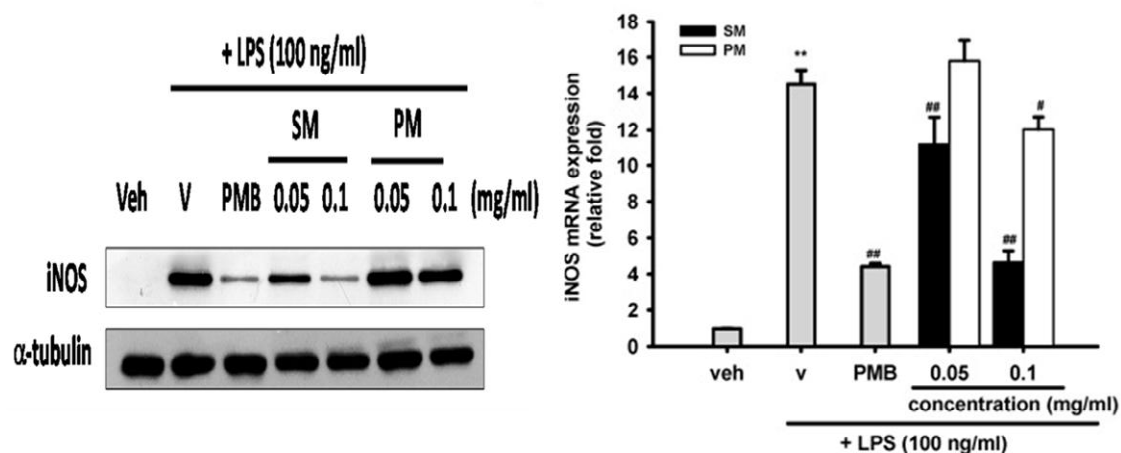 + LPS (100 ng/ml)
SM PM
Veh V PMB 0.05 0.1 0.05 0.1 (mg/ml)
iNOS
α-tubulin
iNOS mRNA expression
(relative fold)
18
16
14
12
10
8
6
4
2
0
SM
PM
**
##
##
##
#
veh v PMB 0.05 0.1
concentration (mg/ml)
+ LPS (100 ng/ml)